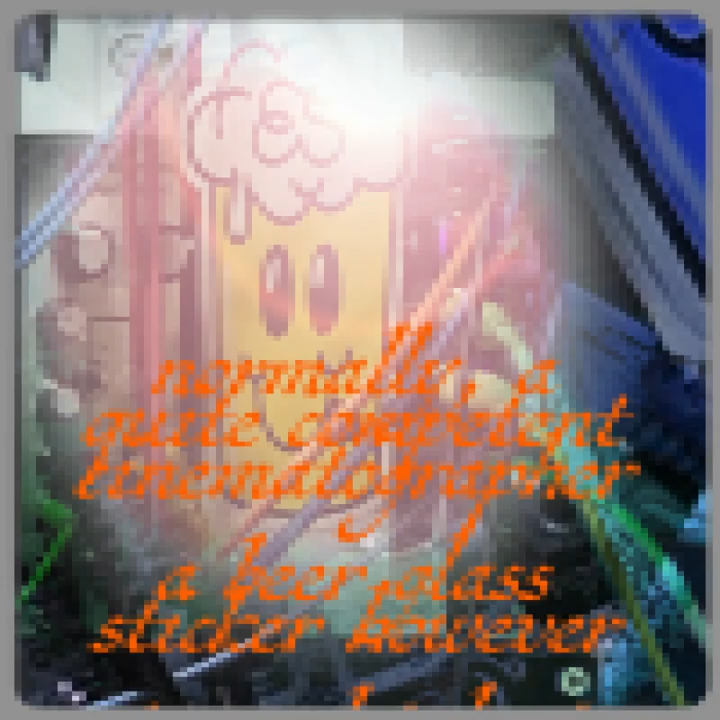 normally, a
quite competent
cinematographer
a beer glass
sticker however
©